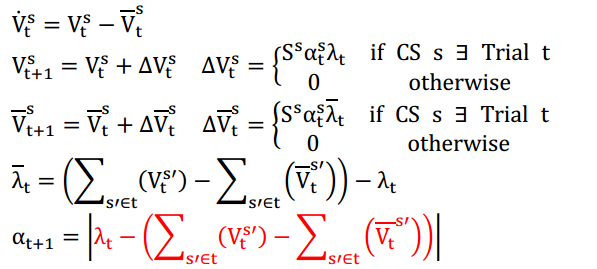 V̇ₜˢ = Vₜˢ − V̅ₜˢ
Vₜ₊₁ˢ = Vₜˢ + ΔVₜˢ   ΔVₜˢ = {Sˢαₜˢλₜ  if CS s ∃ Trial t
0  otherwise
V̅ₜ₊₁ˢ = V̅ₜˢ + ΔV̅ₜˢ   ΔV̅ₜˢ = {Sˢαₜˢλ̅ₜ  if CS s ∃ Trial t
0  otherwise
λ̅ₜ = (∑s′∈t (Vₜˢ′) − ∑s′∈t (V̅ₜˢ′)) − λₜ
αₜ₊₁ = |λₜ − (∑s′∈t (Vₜˢ′) − ∑s′∈t (V̅ₜˢ′))|